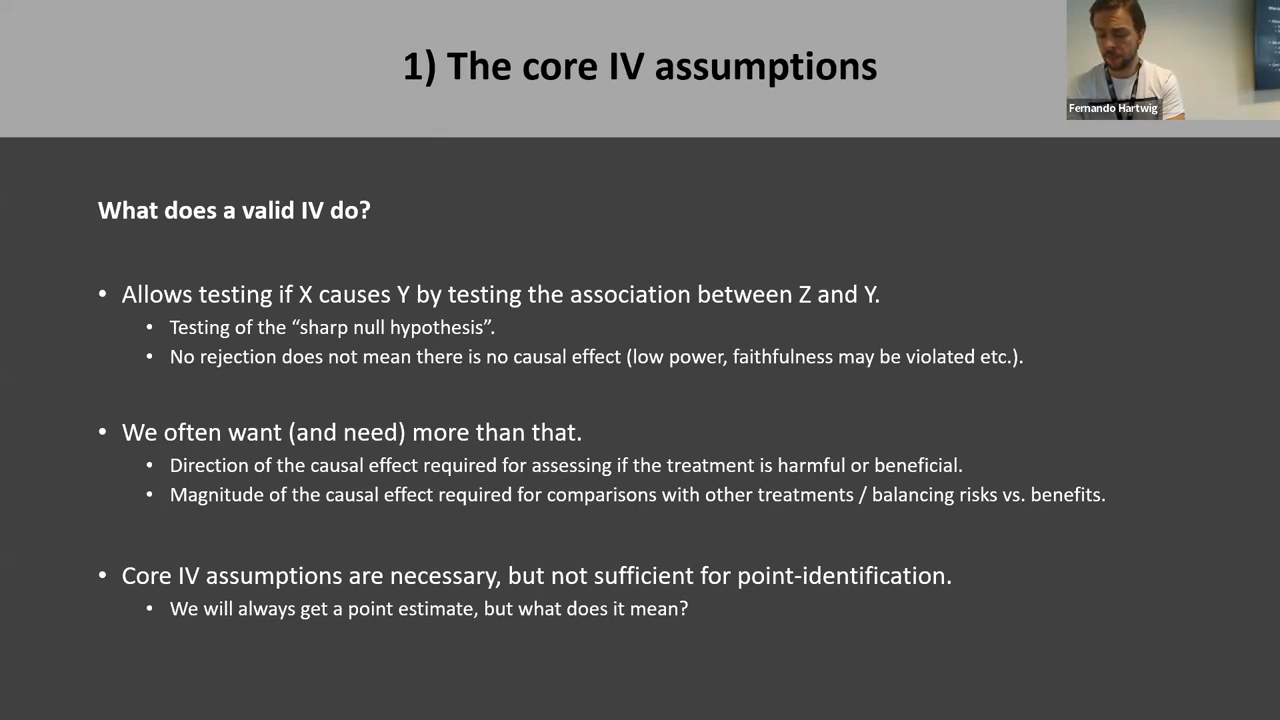 1) The core IV assumptions
Fernando Hartwig
What does a valid IV do?
• Allows testing if X causes Y by testing the association between Z and Y.
• Testing of the “sharp null hypothesis”.
• No rejection does not mean there is no causal effect (low power, faithfulness may be violated etc.).
• We often want (and need) more than that.
• Direction of the causal effect required for assessing if the treatment is harmful or beneficial.
• Magnitude of the causal effect required for comparisons with other treatments / balancing risks vs. benefits.
• Core IV assumptions are necessary, but not sufficient for point-identification.
• We will always get a point estimate, but what does it mean?